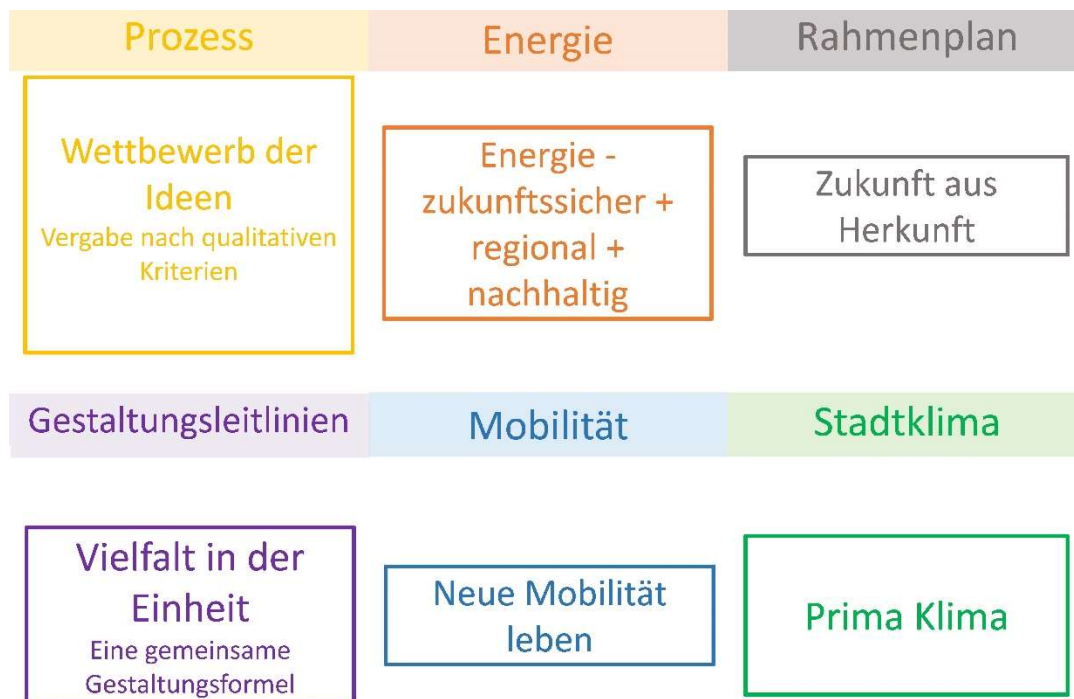 Prozess
Energie
Rahmenplan
Wettbewerb der
Ideen
Vergabe nach qualitativen
Kriterien
Energie -
zukunftssicher +
regional +
nachhaltig
Zukunft aus
Herkunft
Gestaltungsleitlinien
Mobilität
Stadtklima
Vielfalt in der
Einheit
Eine gemeinsame
Gestaltungsformel
Neue Mobilität
leben
Prima Klima